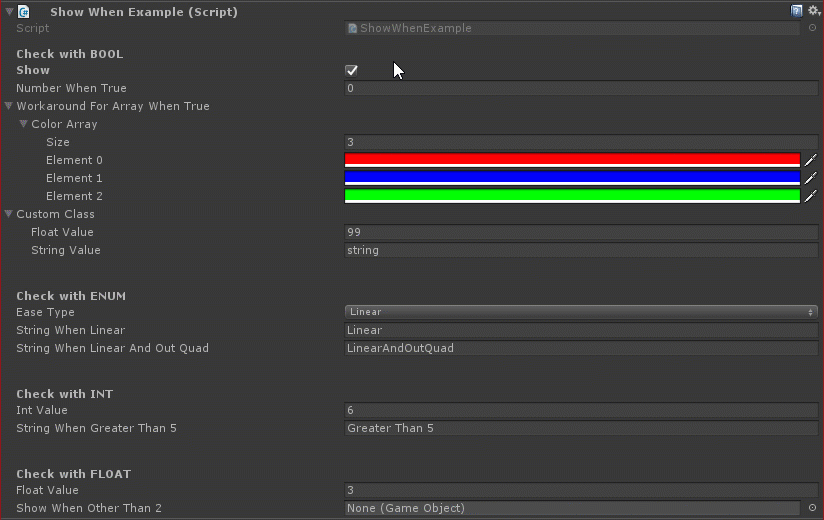 Show When Example (Script)
Script ShowWhenExample
Check with BOOL
Show
Number When True 0
Workaround For Array When True
Color Array
Size 3
Element 0
Element 1
Element 2
Custom Class
Float Value 99
String Value string
Check with ENUM
Ease Type Linear
String When Linear Linear
String When Linear And Out Quad LinearAndOutQuad
Check with INT
Int Value 6
String When Greater Than 5 Greater Than 5
Check with FLOAT
Float Value 3
Show When Other Than 2 None (Game Object)